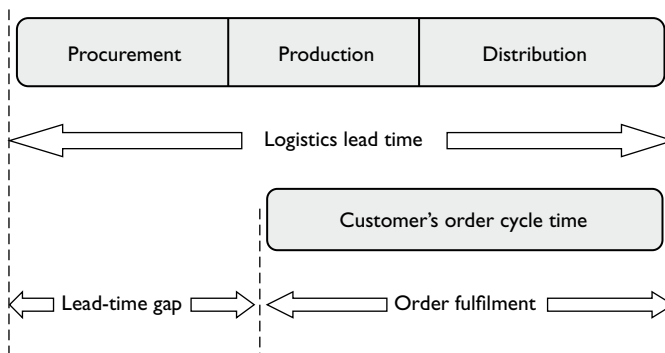 Procurement Production Distribution
Logistics lead time
Customer's order cycle time
Lead-time gap Order fulfilment